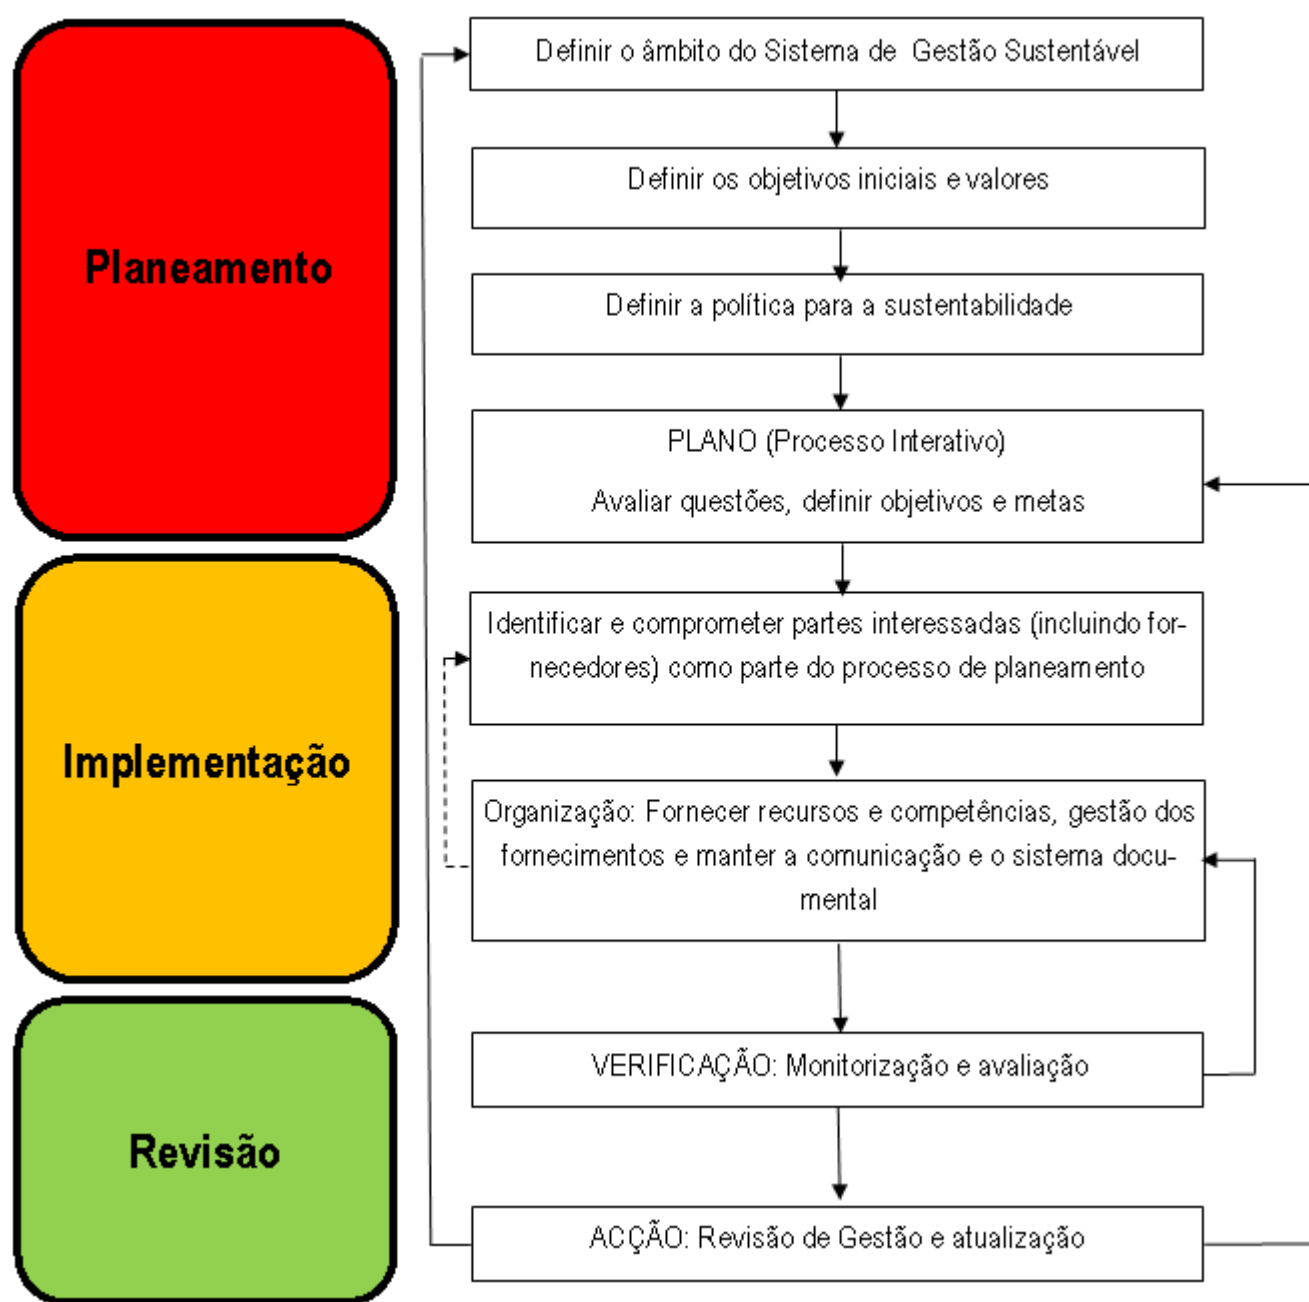 Planeamento
Implementação
Revisão
Definir o âmbito do Sistema de Gestão Sustentável
Definir os objetivos iniciais e valores
Definir a política para a sustentabilidade
PLANO (Processo Interativo)
Avaliar questões, definir objetivos e metas
Identificar e comprometer partes interessadas (incluindo for-
necedores) como parte do processo de planeamento
Organização: Fornecer recursos e competências, gestão dos
fornecimentos e manter a comunicação e o sistema docu-
mental
VERIFICAÇÃO: Monitorização e avaliação
ACÇÃO: Revisão de Gestão e atualização